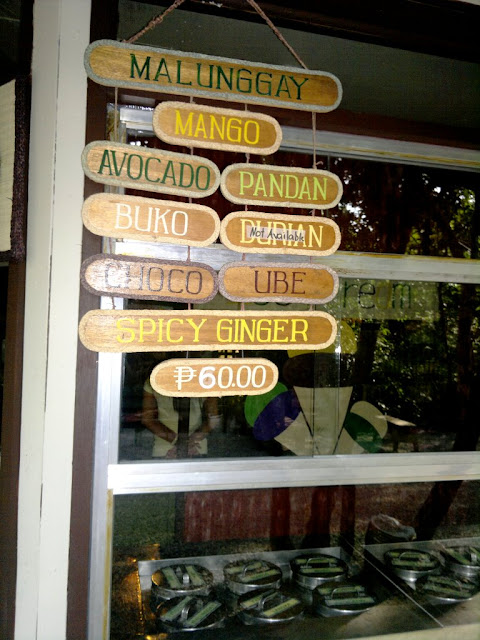 MALUNGGAY
MANGO
AVOCADO PANDAN
BUKO DURIAN
Not Available
CHOCO UBE
SPICY GINGER
₱60.00